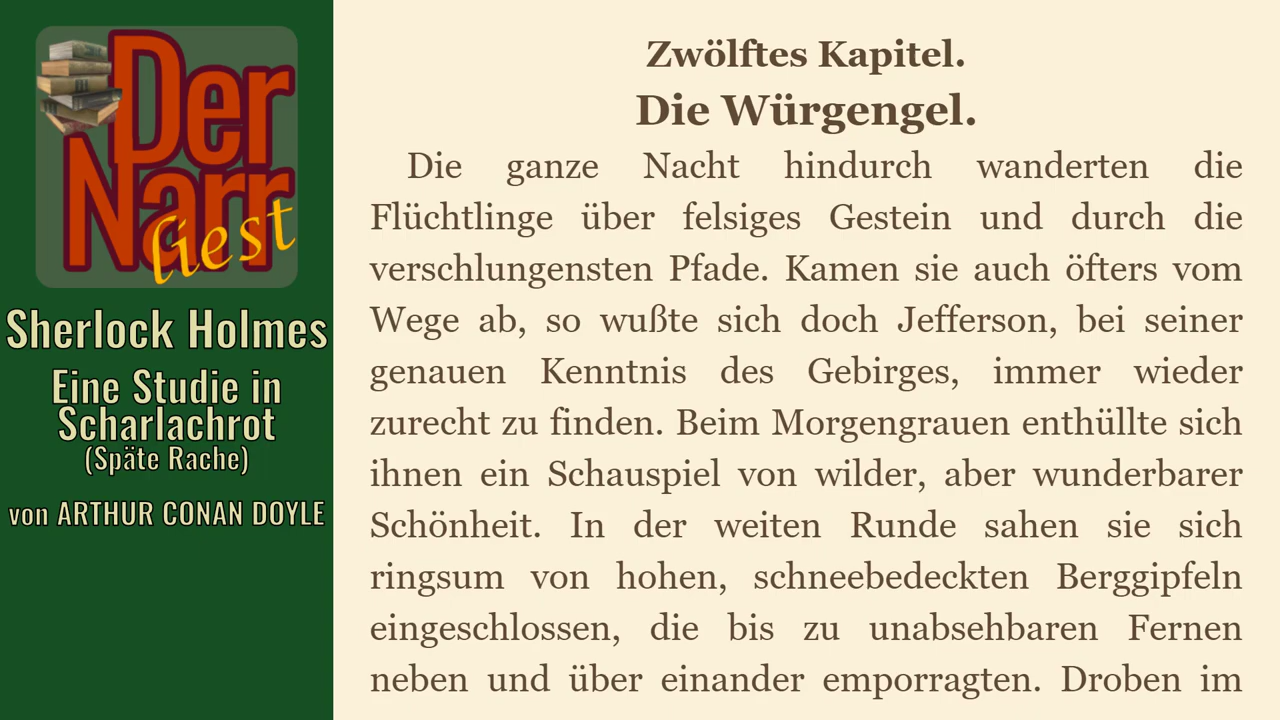 Der
Narr
liest
Sherlock Holmes
Eine Studie in
Scharlachrot
(Späte Rache)
von ARTHUR CONAN DOYLE
Zwölftes Kapitel.
Die Würgengel.
Die ganze Nacht hindurch wanderten die
Flüchtlinge über felsiges Gestein und durch die
verschlungensten Pfade. Kamen sie auch öfters vom
Wege ab, so wußte sich doch Jefferson, bei seiner
genauen Kenntnis des Gebirges, immer wieder
zurecht zu finden. Beim Morgengrauen enthüllte sich
ihnen ein Schauspiel von wilder, aber wunderbarer
Schönheit. In der weiten Runde sahen sie sich
ringsum von hohen, schneebedeckten Berggipfeln
eingeschlossen, die bis zu unabsehbaren Fernen
neben und über einander emporragten. Droben im